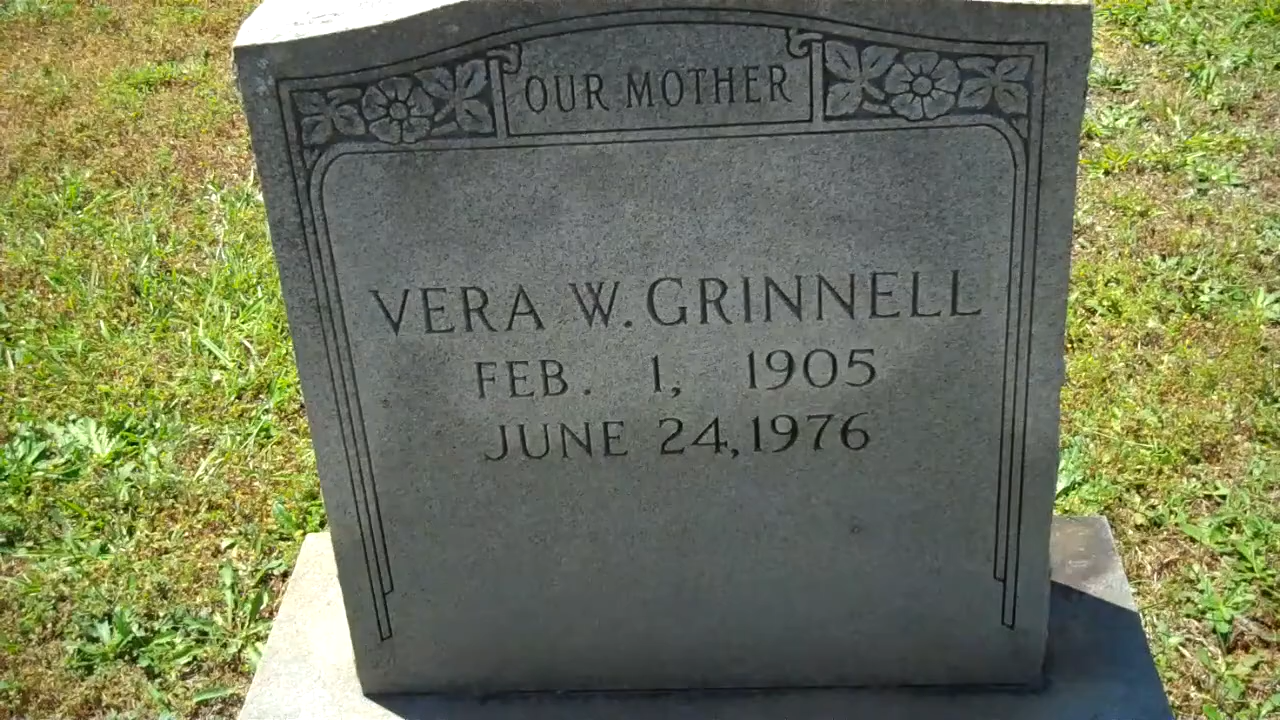 OUR MOTHER
VERA W. GRINNELL
FEB. 1, 1905
JUNE 24, 1976